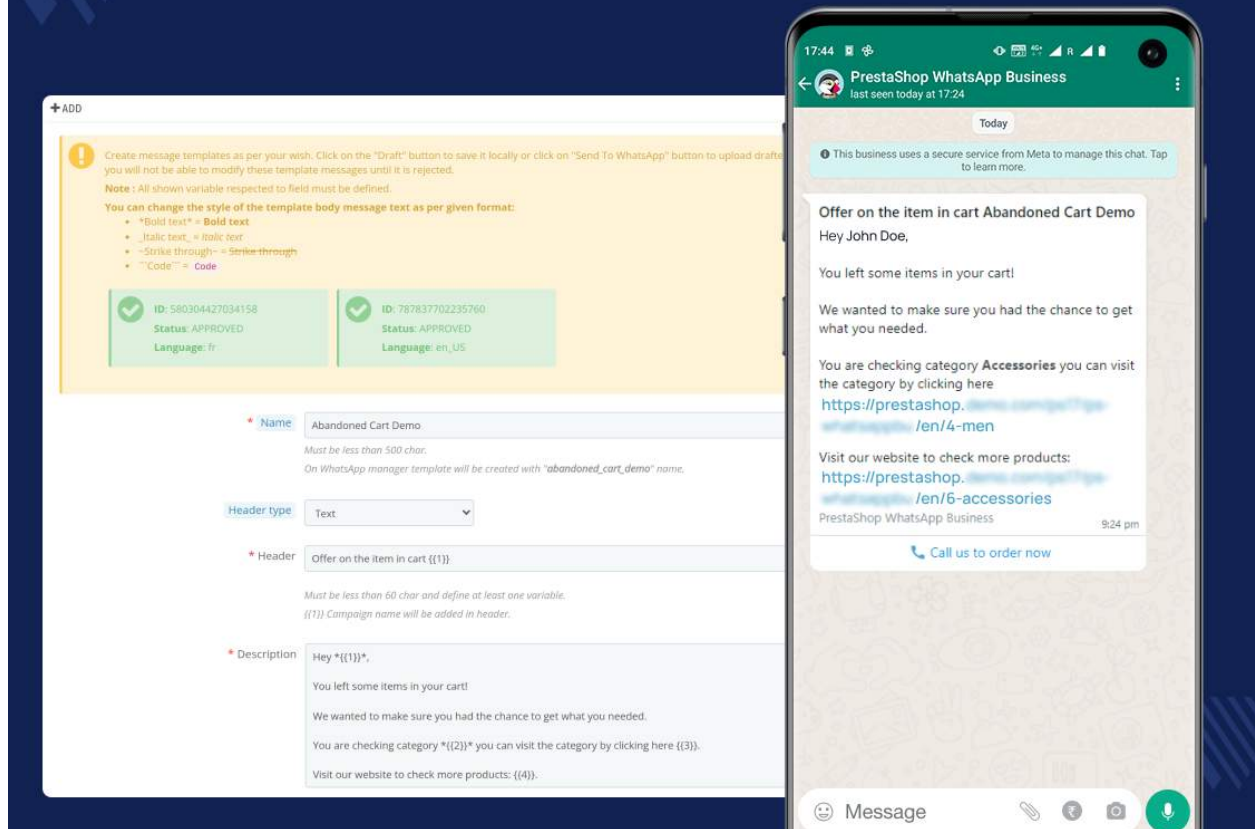 +ADD
Create message templates as per your wish. Click on the "Draft" button to save it locally or click on "Send To WhatsApp" button to upload drafte
you will not be able to modify these template messages until it is rejected.
Note : All shown variable respected to field must be defined.
You can change the style of the template body message text as per given format:
*Bold text* = Bold text
_Italic text_ = Italic text
~Strike through~ = Strike through
```Code``` = Code
ID: 580304427034158
Status: APPROVED
Language: fr
ID: 787837702235760
Status: APPROVED
Language: en_US
* Name
Abandoned Cart Demo
Must be less than 500 char.
On WhatsApp manager template will be created with "abandoned_cart_demo" name.
Header type
Text
* Header
Offer on the item in cart {{1}}
Must be less than 60 char and define at least one variable.
{{1}} Campaign name will be added in header.
* Description
Hey *{{1}}*,
You left some items in your cart!
We wanted to make sure you had the chance to get what you needed.
You are checking category *{{2}}* you can visit the category by clicking here {{3}}.
Visit our website to check more products: {{4}}.
17:44
4G+
R
PrestaShop WhatsApp Business
last seen today at 17:24
Today
This business uses a secure service from Meta to manage this chat. Tap
to learn more.
Offer on the item in cart Abandoned Cart Demo
Hey John Doe,
You left some items in your cart!
We wanted to make sure you had the chance to get
what you needed.
You are checking category Accessories you can visit
the category by clicking here
https://prestashop.
/en/4-men
Visit our website to check more products:
https://prestashop.
/en/6-accessories
PrestaShop WhatsApp Business
9:24 pm
Call us to order now
Message